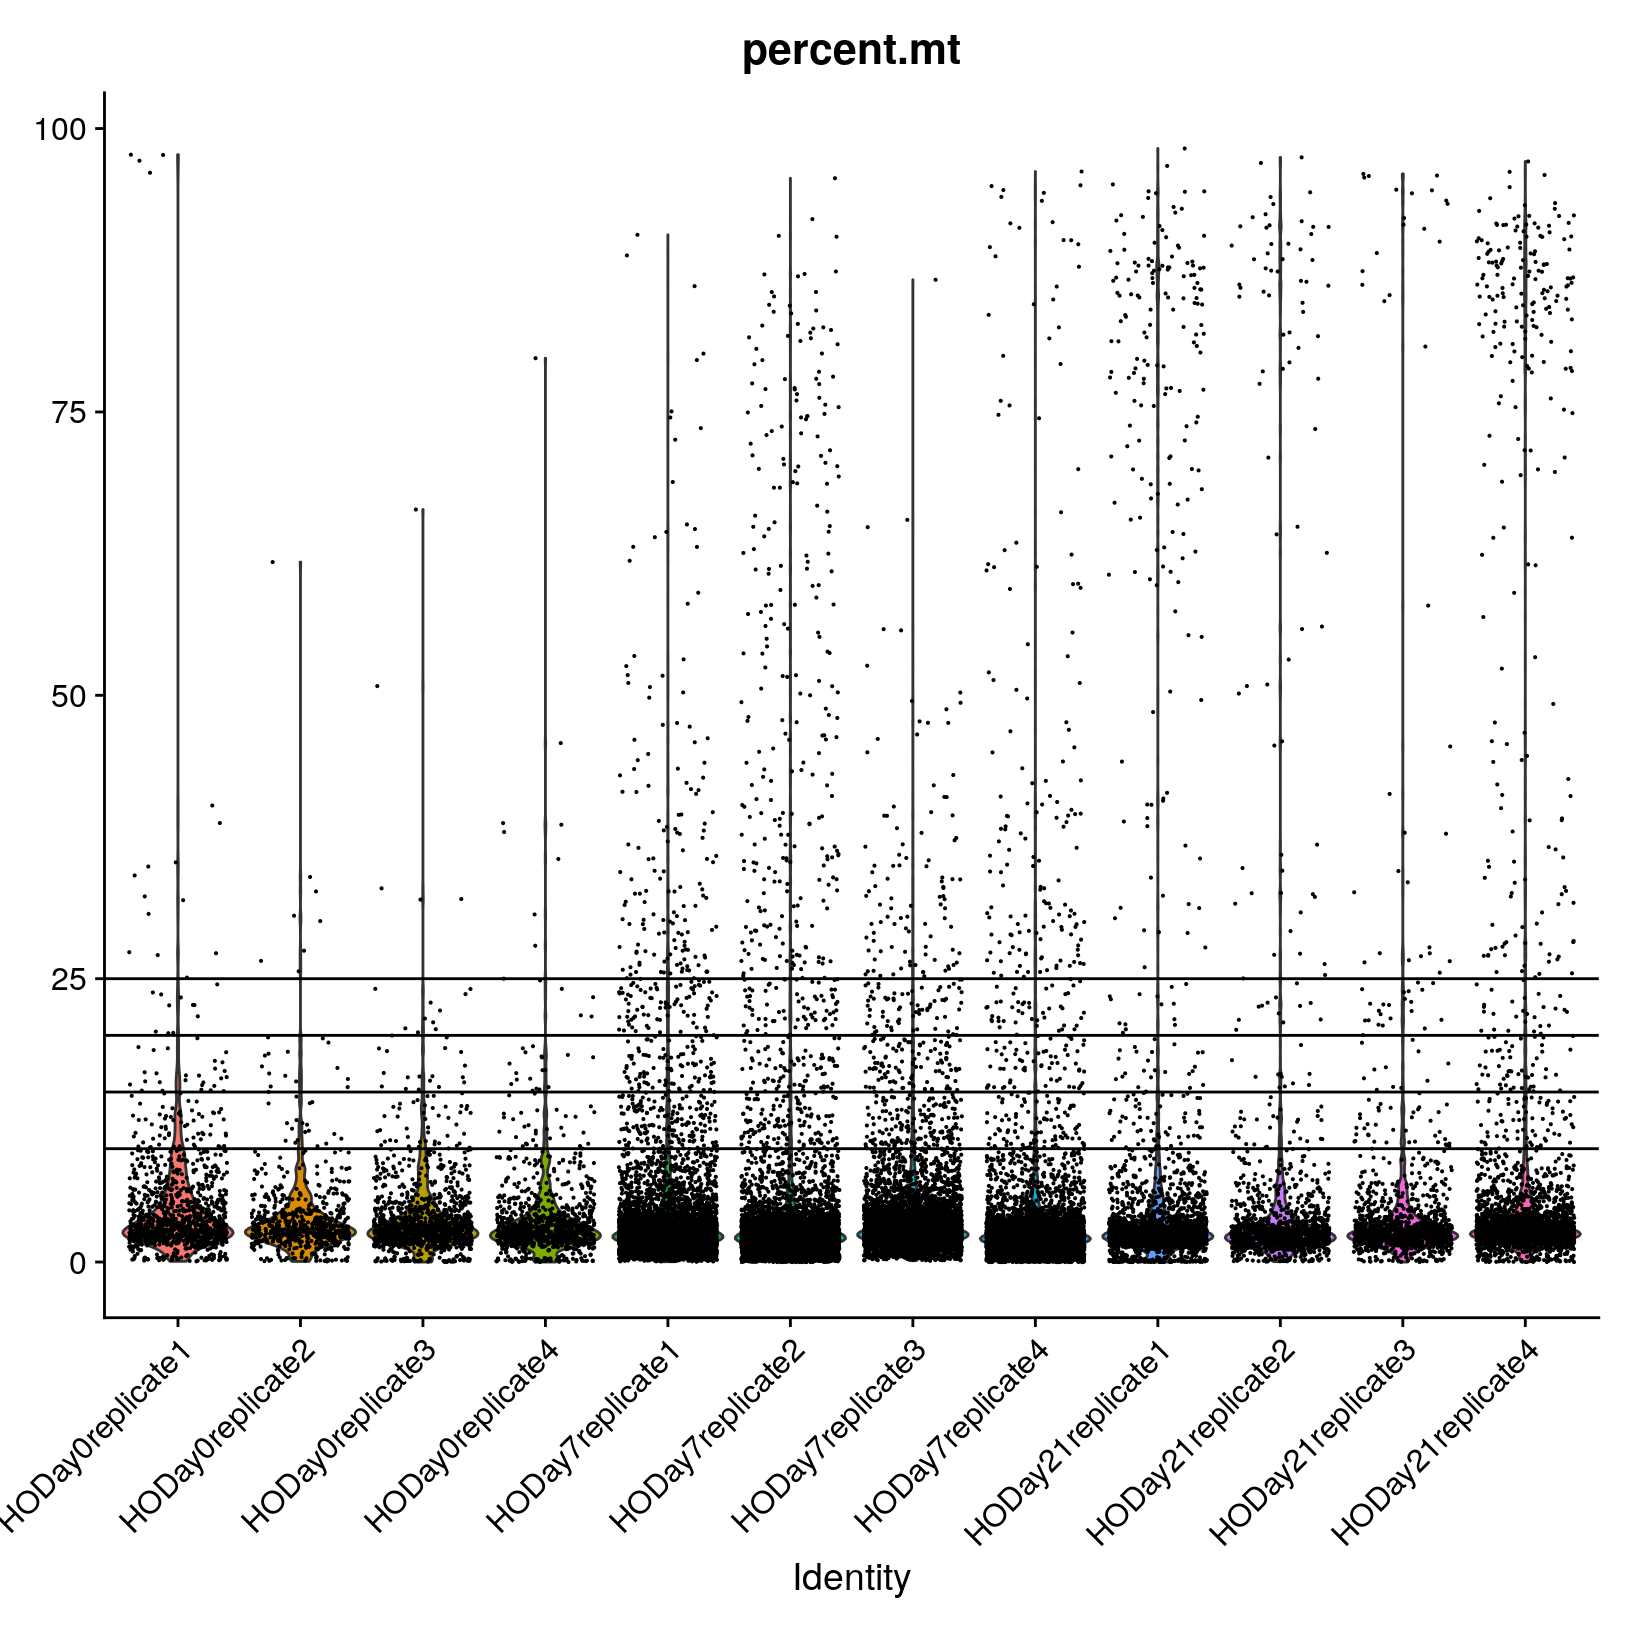 percent.mt
100
75
50
25
0
HODay0replicate1
HODay0replicate2
HODay0replicate3
HODay0replicate4
HODay7replicate1
HODay7replicate2
HODay7replicate3
HODay7replicate4
HODay21replicate1
HODay21replicate2
HODay21replicate3
HODay21replicate4
Identity